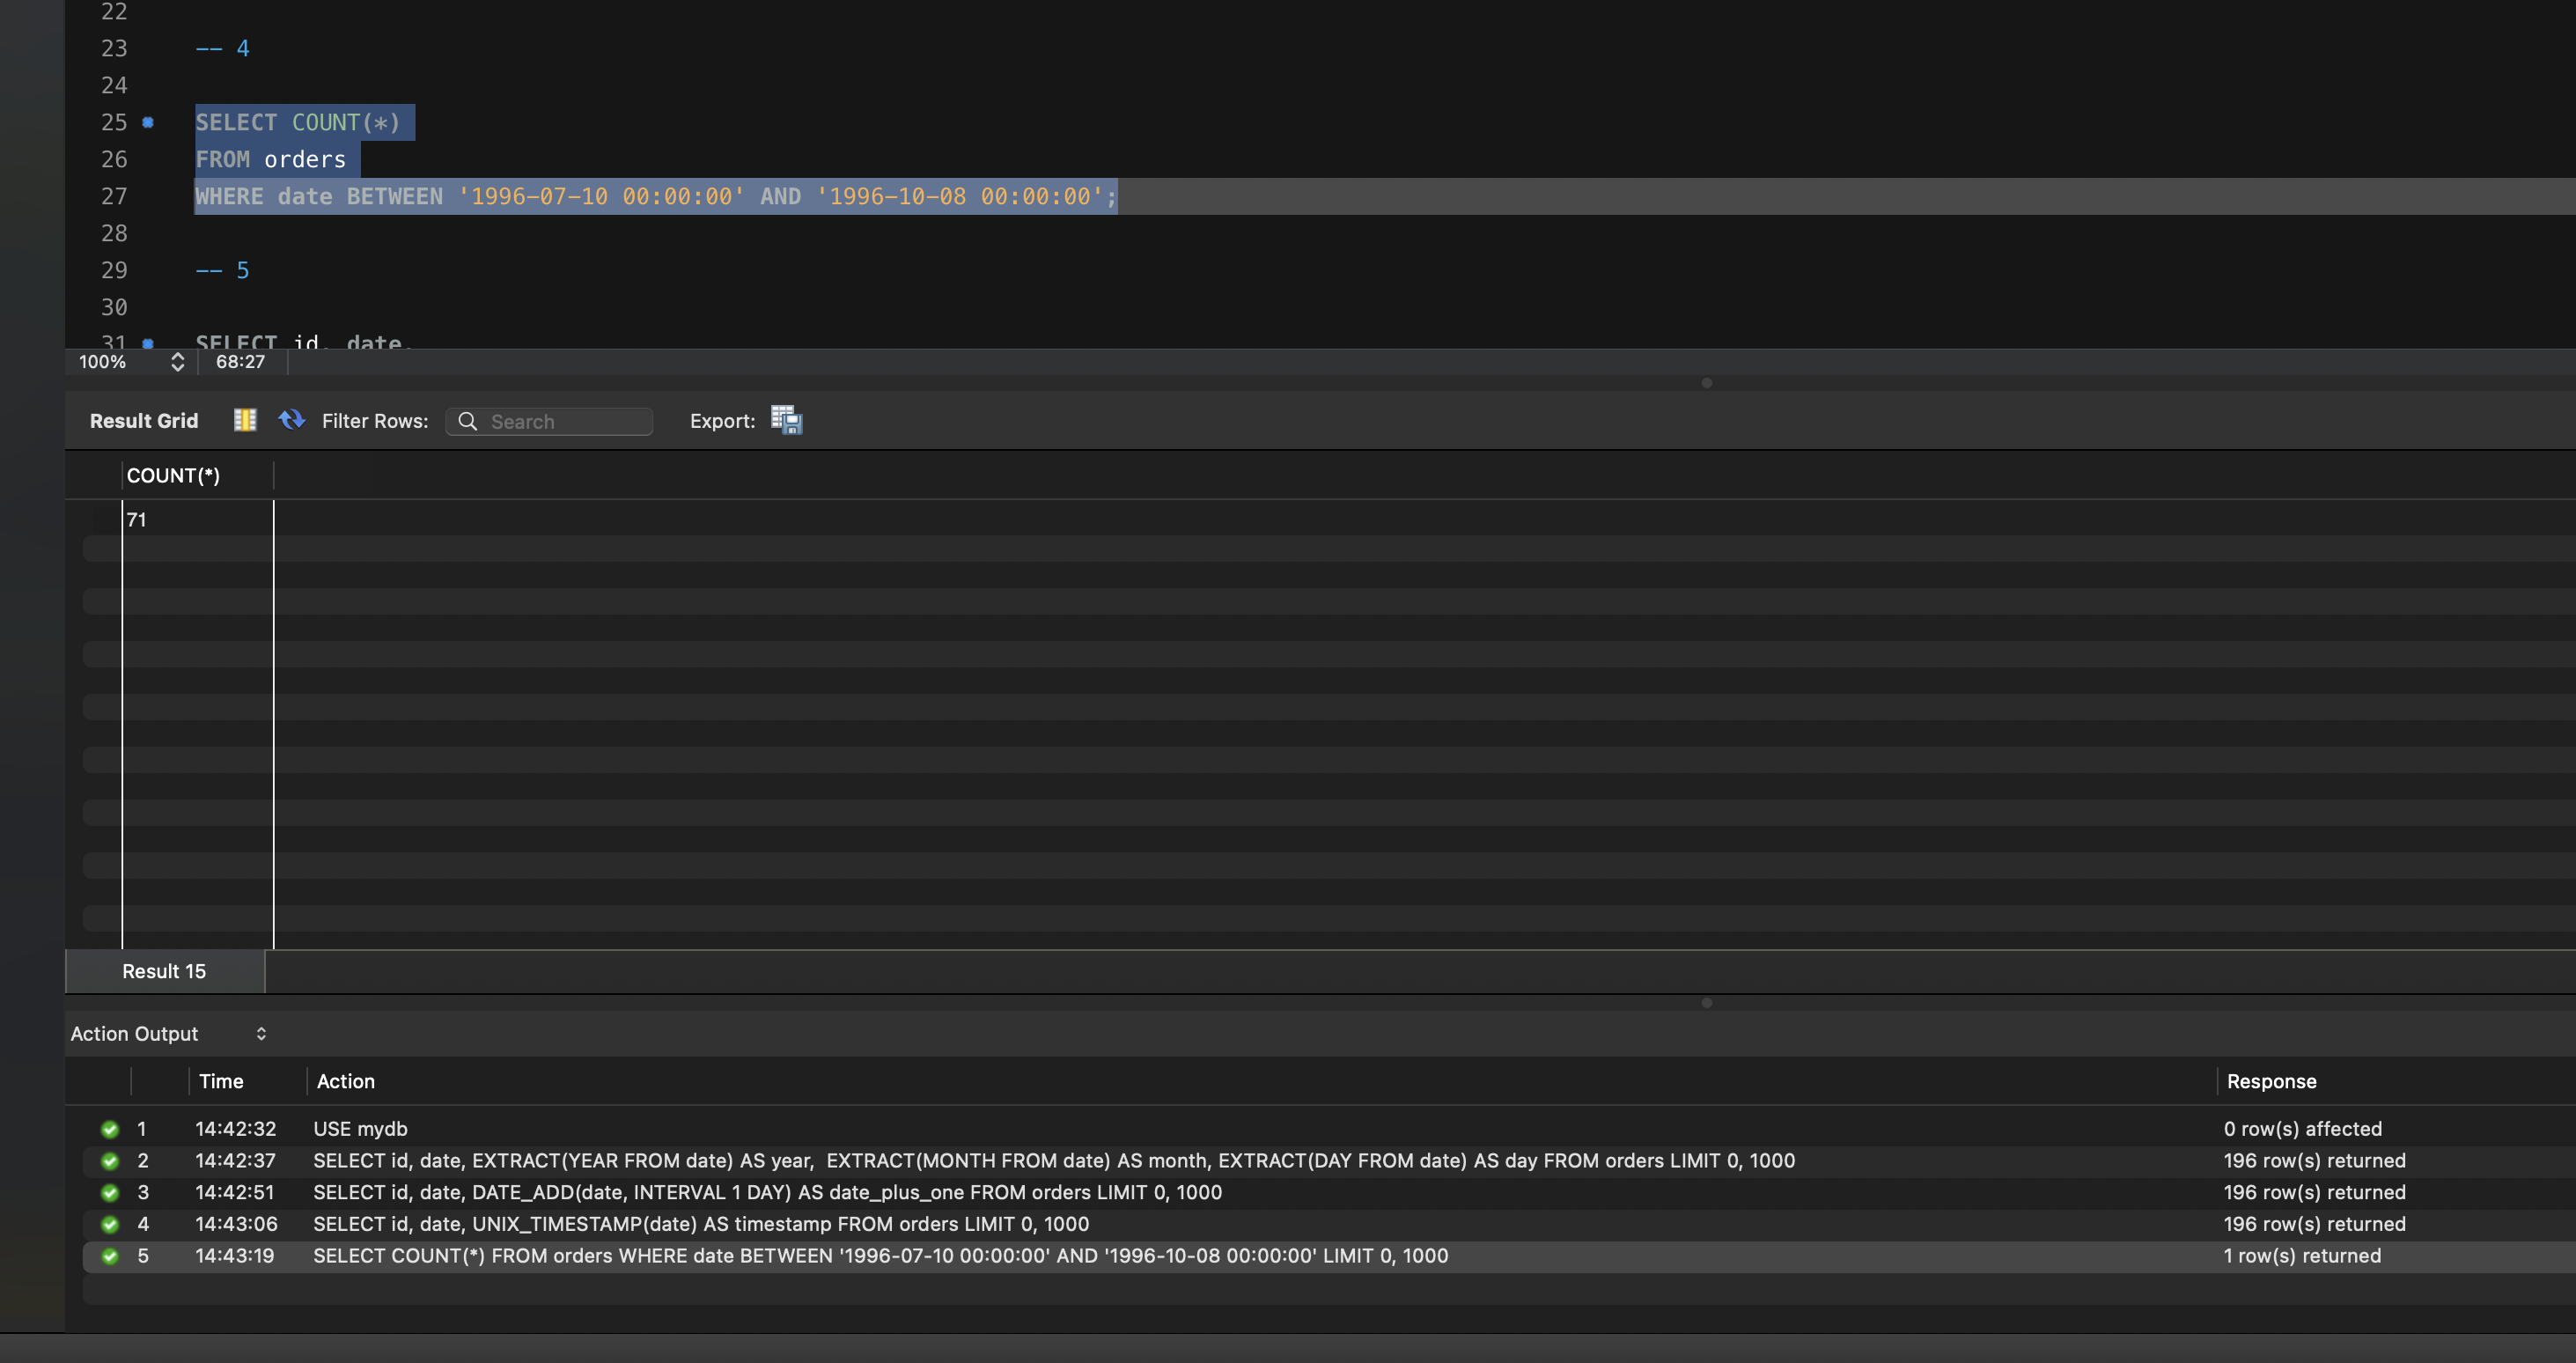 22
23 -- 4
24
25 SELECT COUNT(*)
26 FROM orders
27 WHERE date BETWEEN '1996-07-10 00:00:00' AND '1996-10-08 00:00:00';
28
29 -- 5
30
31 SELECT id, date,
100% 68:27
Result Grid Filter Rows: Search Export:
COUNT(*)
71
Result 15
Action Output
Time Action Response
1 14:42:32 USE mydb 0 row(s) affected
2 14:42:37 SELECT id, date, EXTRACT(YEAR FROM date) AS year,  EXTRACT(MONTH FROM date) AS month, EXTRACT(DAY FROM date) AS day FROM orders LIMIT 0, 1000 196 row(s) returned
3 14:42:51 SELECT id, date, DATE_ADD(date, INTERVAL 1 DAY) AS date_plus_one FROM orders LIMIT 0, 1000 196 row(s) returned
4 14:43:06 SELECT id, date, UNIX_TIMESTAMP(date) AS timestamp FROM orders LIMIT 0, 1000 196 row(s) returned
5 14:43:19 SELECT COUNT(*) FROM orders WHERE date BETWEEN '1996-07-10 00:00:00' AND '1996-10-08 00:00:00' LIMIT 0, 1000 1 row(s) returned